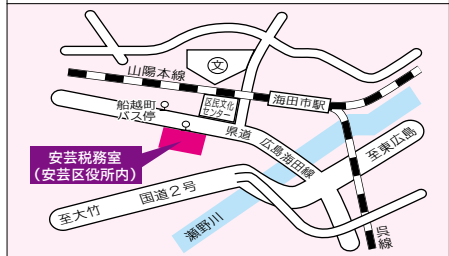 文
山陽本線
海田市駅
船越町
バス停
区民文化
センター
県道 広島海田線
至東広島
安芸税務室
(安芸区役所内)
国道2号
至大竹
瀬野川
呉線